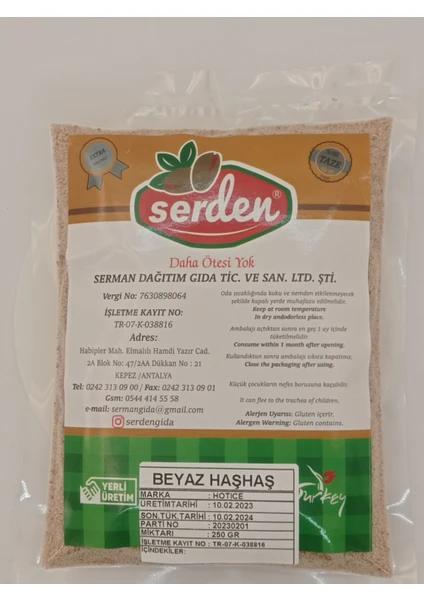 EXTRA
TAZE
serden®
Daha Ötesi Yok
SERMAN DAĞITIM GIDA TİC. VE SAN. LTD. ŞTİ.
Vergi No: 7630898064
İŞLETME KAYIT NO:
TR-07-K-038816
Adres:
Habipler Mah. Elmalılı Hamdi Yazır Cad.
2A Blok No: 47/2AA Dükkan No : 21
KEPEZ /ANTALYA
Tel: 0242 313 09 00 / Fax: 0242 313 09 01
Gsm: 0544 414 55 58
e-mail: sermangida@gmail.com
serdengida
Oda sıcaklığında koku ve nemden etkilenmeyecek
şekilde kapalı yerde muhafaza edilmelidir.
Keep at room temperature
In dry andodorless place.
Ambalajı açtıktan sonra en geç 1 ay içinde
tüketilmelidir.
Consume within 1 month after opening.
Kullandıktan sonra ambalajı sıkıca kapatınız.
Close the packaging after using.
Küçük çocukların nefes borusuna kaçabilir.
It can flee to the trachea of children.
Alerjen Uyarısı: Gluten içerir.
Allergen Warning: Gluten contains.
YERLİ
ÜRETİM
BEYAZ HAŞHAŞ
MARKA : HOTICE
ÜRETİMTARİHİ : 10.02.2023
SON.TÜK.TARİHİ : 10.02.2024
PARTİ NO : 20230201
MİKTARI : 250 GR
İŞLETME KAYIT NO : TR-07-K-038816
İÇİNDEKİLER:
Turkey